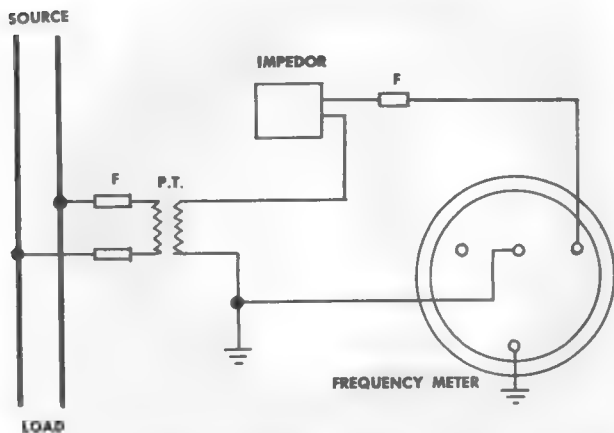 SOURCE
IMPEDOR
F
F
P.T.
FREQUENCY METER
LOAD